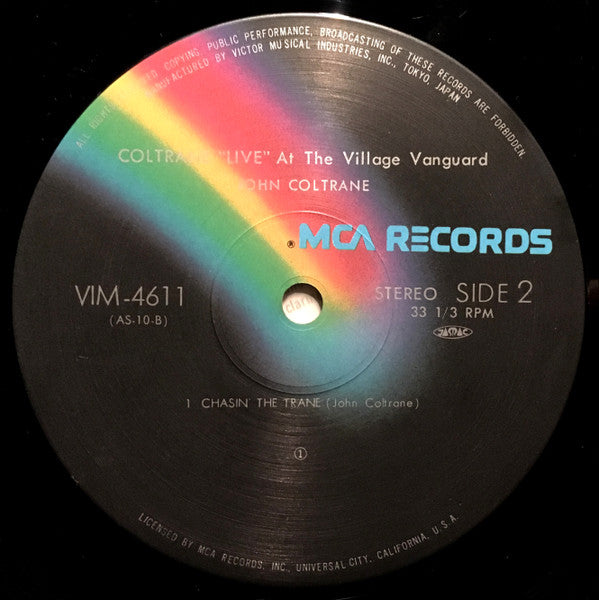 ALL RIGHTS RESERVED. COPYING, PUBLIC PERFORMANCE, BROADCASTING OF THESE RECORDS ARE FORBIDDEN.
MANUFACTURED BY VICTOR MUSICAL INDUSTRIES, INC., TOKYO, JAPAN
COLTRANE "LIVE" At The Village Vanguard
JOHN COLTRANE
® MCA RECORDS
VIM-4611
(AS-10-B)
STEREO SIDE 2
33 1/3 RPM
JASRAC
1 CHASIN' THE TRANE (John Coltrane)
①
LICENSED BY MCA RECORDS, INC., UNIVERSAL CITY, CALIFORNIA, U.S.A.